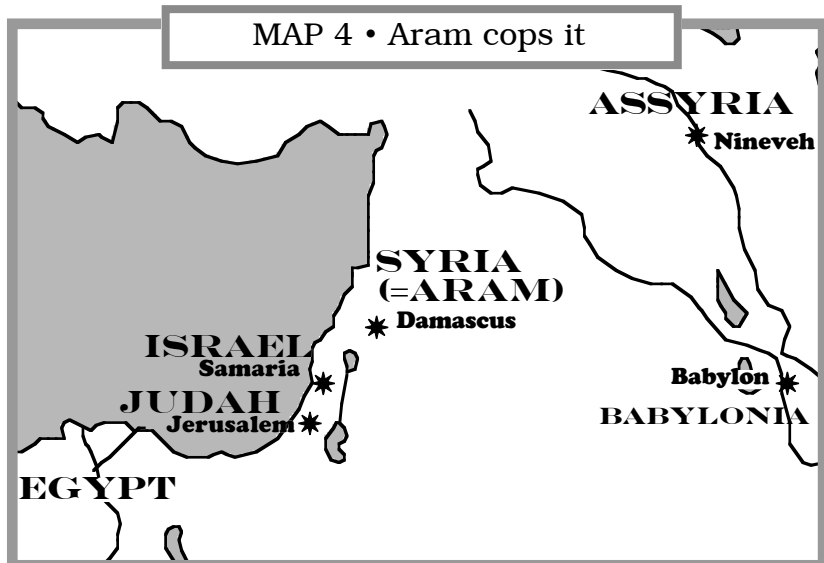 MAP 4 • Aram cops it
ASSYRIA
Nineveh
SYRIA
(=ARAM)
Damascus
ISRAEL
Samaria
JUDAH
Jerusalem
Babylon
BABYLONIA
EGYPT